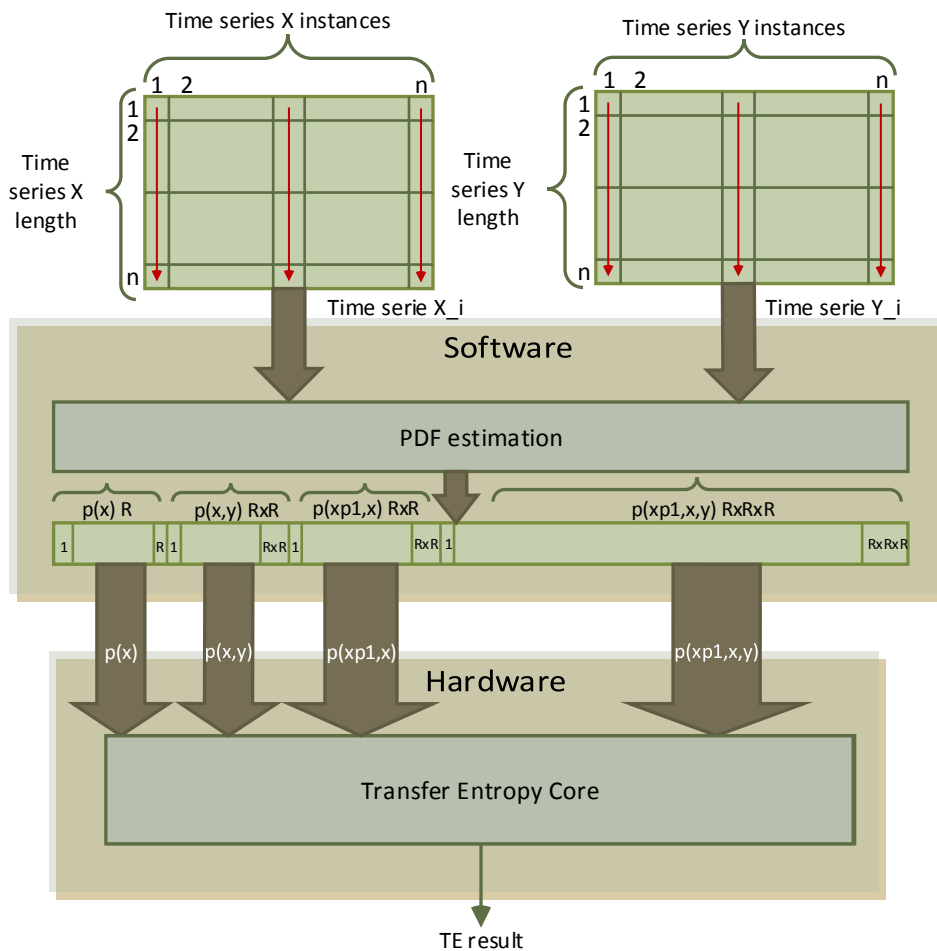 Time series X instances
Time series Y instances
1 2 n
1 2 n
1
2
n
1
2
n
Time
series X
length
Time
series Y
length
Time serie X_i
Time serie Y_i
Software
PDF estimation
p(x) R
p(x,y) RxR
p(xp1,x) RxR
p(xp1,x,y) RxRxR
1 R 1 RxR 1 RxR 1 RxRxR
p(x)
p(x,y)
p(xp1,x)
p(xp1,x,y)
Hardware
Transfer Entropy Core
TE result